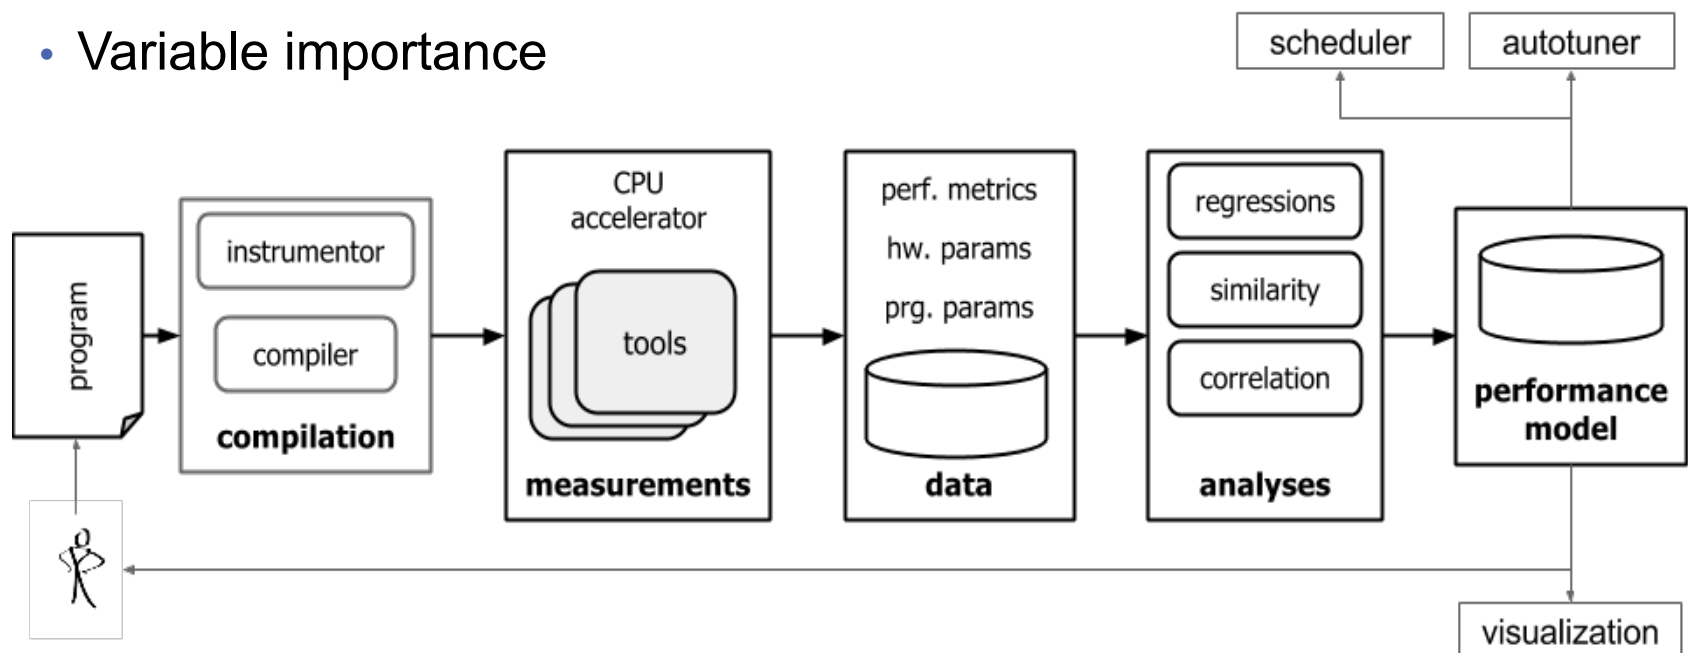 • Variable importance
scheduler
autotuner
program
instrumentor
compiler
compilation
CPU
accelerator
tools
measurements
perf. metrics
hw. params
prg. params
data
regressions
similarity
correlation
analyses
performance
model
visualization